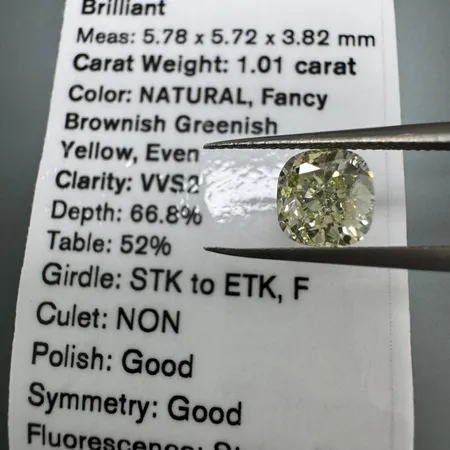 Brilliant
Meas: 5.78 x 5.72 x 3.82 mm
Carat Weight: 1.01 carat
Color: NATURAL, Fancy
Brownish Greenish
Yellow, Even
Clarity: VVS2
Depth: 66.8%
Table: 52%
Girdle: STK to ETK, F
Culet: NON
Polish: Good
Symmetry: Good
Fluorescence: